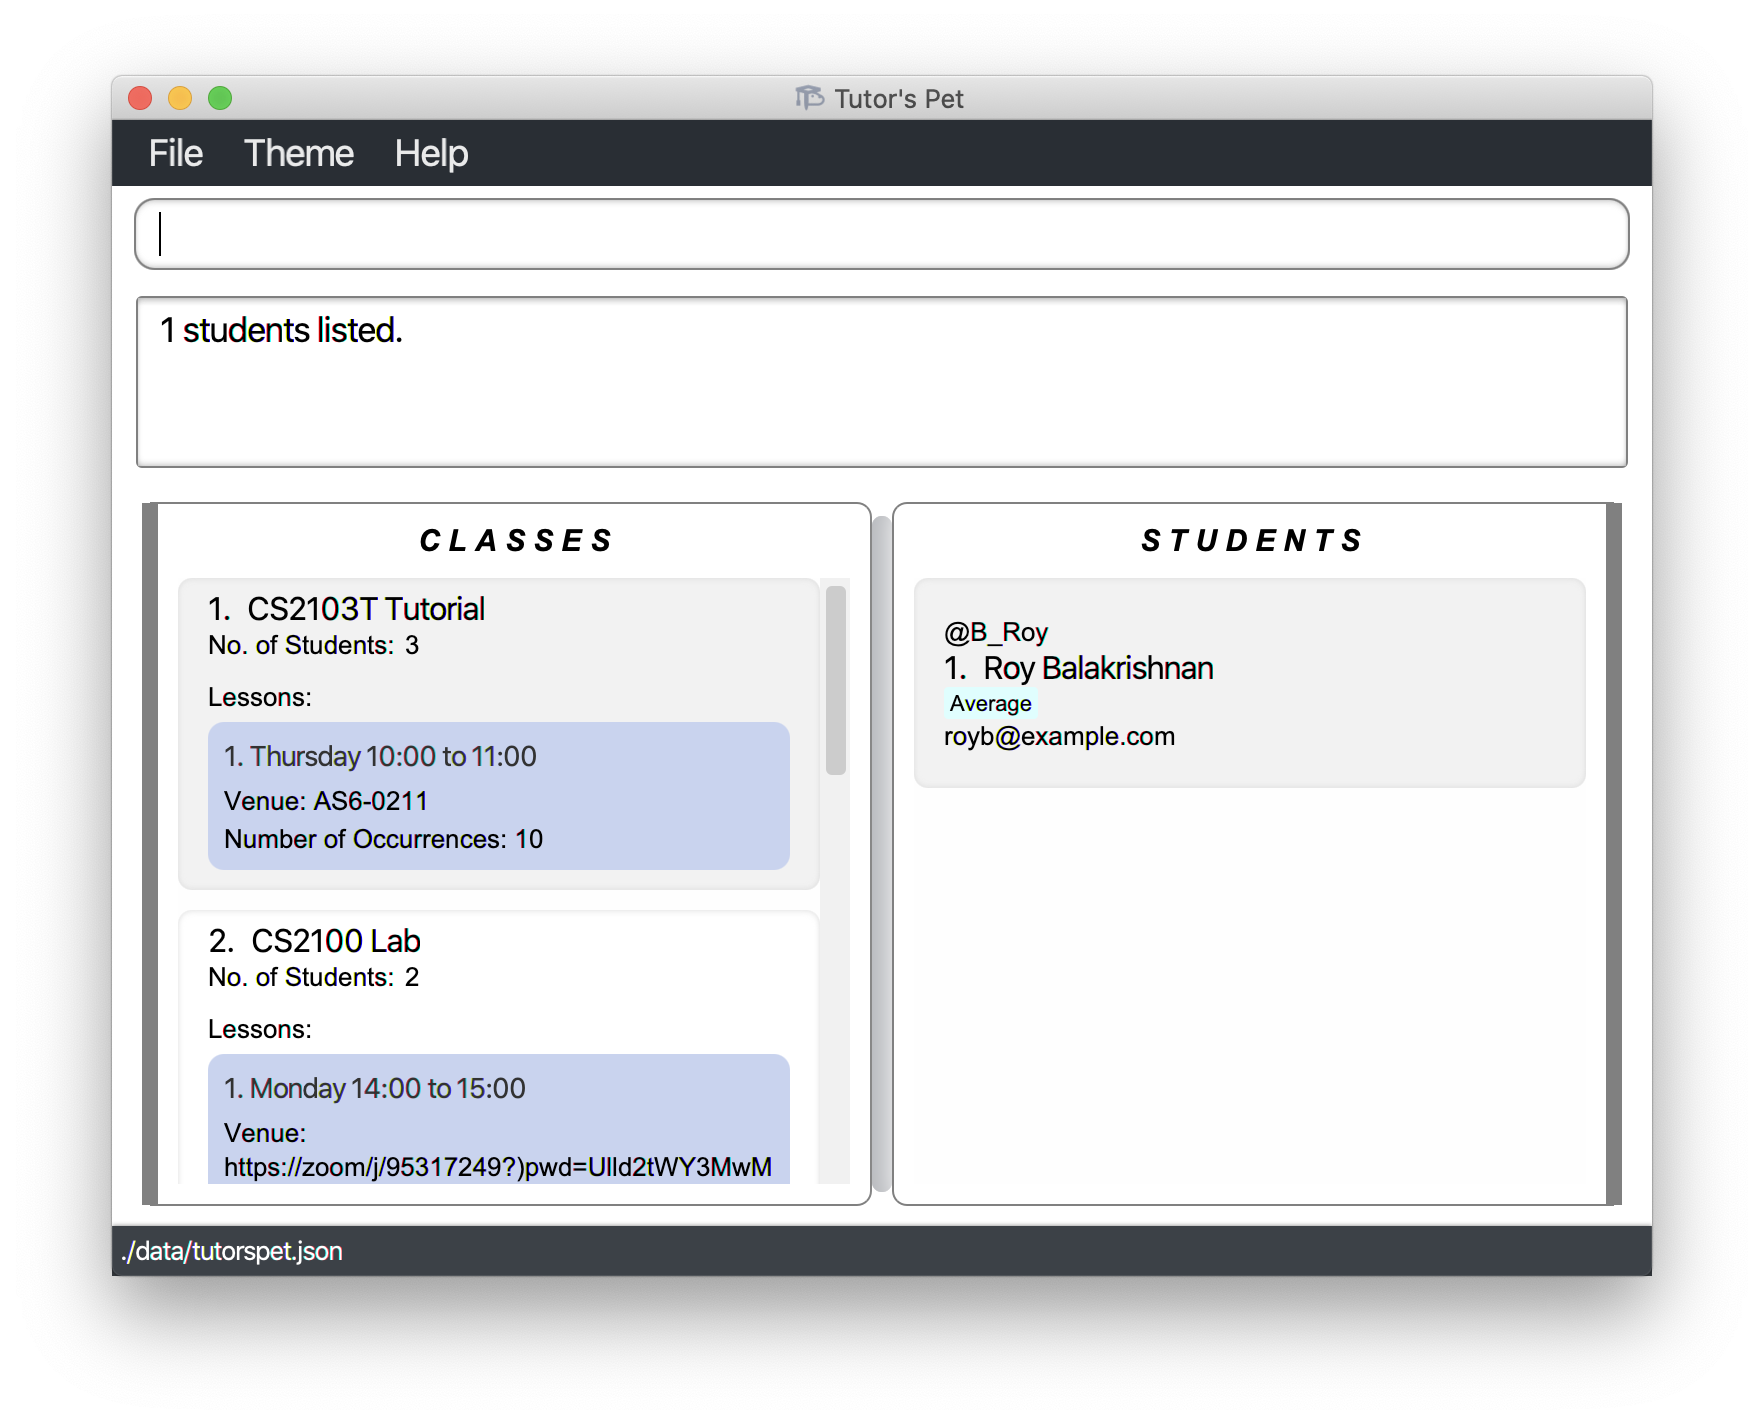 Tutor's Pet
File Theme Help
1 students listed.
CLASSES
1. CS2103T Tutorial
No. of Students: 3
Lessons:
1. Thursday 10:00 to 11:00
Venue: AS6-0211
Number of Occurrences: 10
2. CS2100 Lab
No. of Students: 2
Lessons:
1. Monday 14:00 to 15:00
Venue:
https://zoom/j/95317249?)pwd=Ulld2tWY3MwM
STUDENTS
@B_Roy
1. Roy Balakrishnan
Average
royb@example.com
./data/tutorspet.json